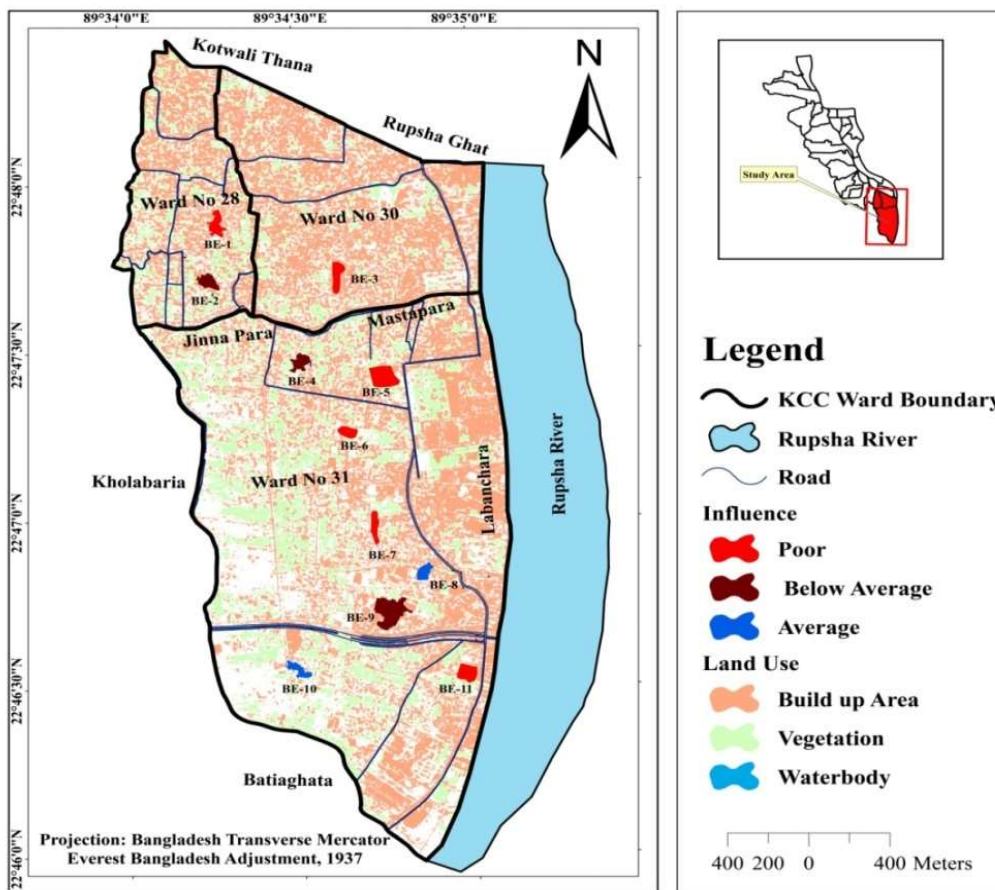 89°34'0"E
89°34'30"E
89°35'0"E
22°48'0"N
22°47'30"N
22°47'0"N
22°46'30"N
22°46'0"N
N
Kotwali Thana
Rupsha Ghat
Ward No 28
Ward No 30
BE-1
BE-2
BE-3
Jinna Para
Mastapara
BE-4
BE-5
BE-6
Kholabaria
Ward No 31
Labanchara
Rupsha River
BE-7
BE-8
BE-9
BE-10
BE-11
Batiaghata
Projection: Bangladesh Transverse Mercator
Everest Bangladesh Adjustment, 1937
Study Area
Legend
KCC Ward Boundary
Rupsha River
Road
Influence
Poor
Below Average
Average
Land Use
Build up Area
Vegetation
Waterbody
400 200 0 400 Meters